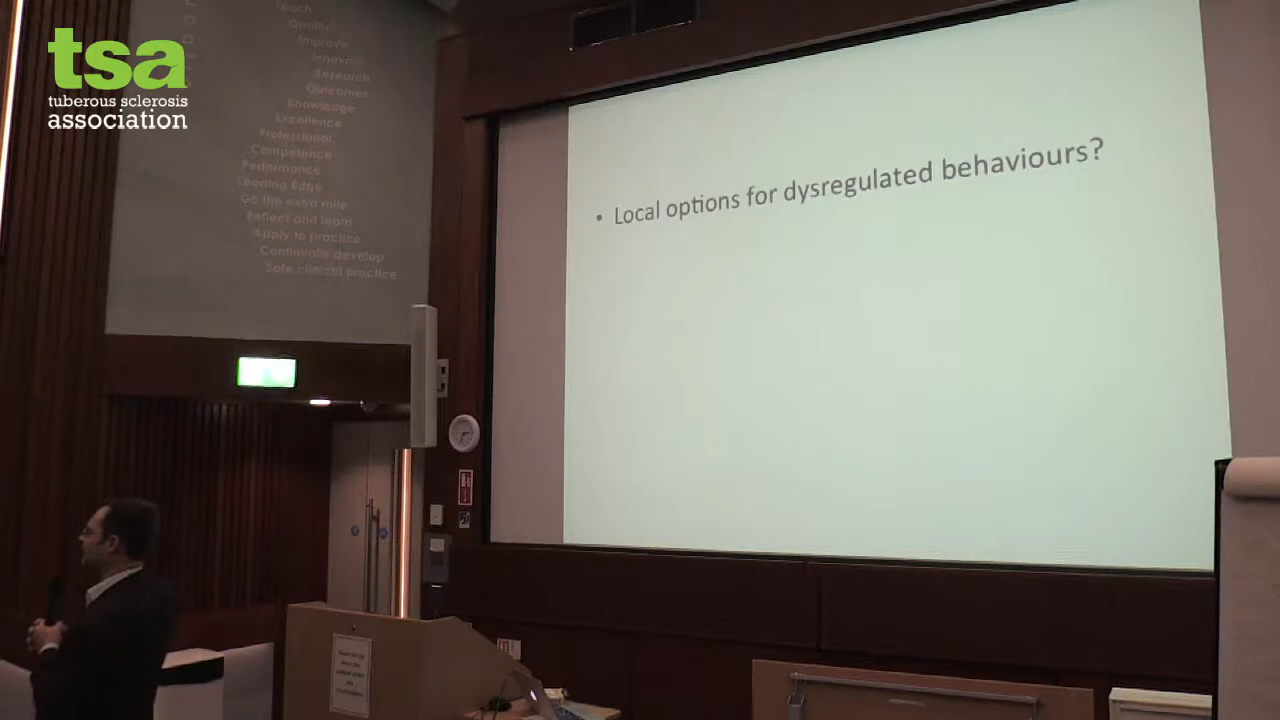 tsa
tuberous sclerosis
association
Teach
Quality
Improve
Innovate
Research
Outcomes
Knowledge
Excellence
Professional
Competence
Performance
Leading Edge
Go the extra mile
Reflect and learn
Apply to practice
Continually develop
Safe clinical practice
• Local options for dysregulated behaviours?